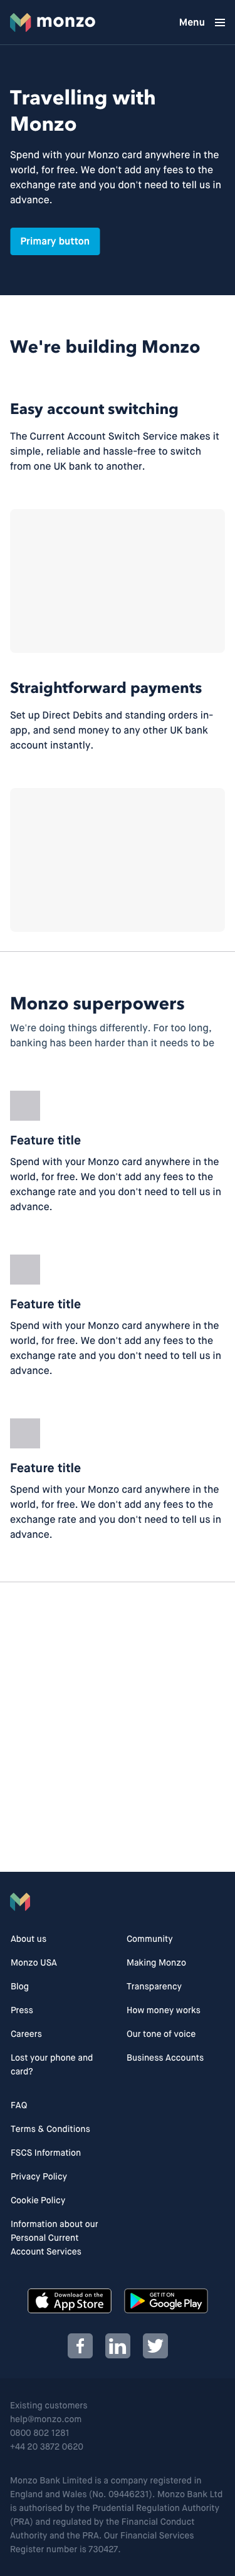 monzo
Menu
Travelling with
Monzo
Spend with your Monzo card anywhere in the
world, for free. We don't add any fees to the
exchange rate and you don't need to tell us in
advance.
Primary button
We're building Monzo
Easy account switching
The Current Account Switch Service makes it
simple, reliable and hassle-free to switch
from one UK bank to another.
Straightforward payments
Set up Direct Debits and standing orders in-
app, and send money to any other UK bank
account instantly.
Monzo superpowers
We're doing things differently. For too long,
banking has been harder than it needs to be
Feature title
Spend with your Monzo card anywhere in the
world, for free. We don't add any fees to the
exchange rate and you don't need to tell us in
advance.
Feature title
Spend with your Monzo card anywhere in the
world, for free. We don't add any fees to the
exchange rate and you don't need to tell us in
advance.
Feature title
Spend with your Monzo card anywhere in the
world, for free. We don't add any fees to the
exchange rate and you don't need to tell us in
advance.
About us
Monzo USA
Blog
Press
Careers
Lost your phone and
card?
FAQ
Terms & Conditions
FSCS Information
Privacy Policy
Cookie Policy
Information about our
Personal Current
Account Services
Community
Making Monzo
Transparency
How money works
Our tone of voice
Business Accounts
Download on the
App Store
GET IT ON
Google Play
Existing customers
help@monzo.com
0800 802 1281
+44 20 3872 0620
Monzo Bank Limited is a company registered in
England and Wales (No. 09446231). Monzo Bank Ltd
is authorised by the Prudential Regulation Authority
(PRA) and regulated by the Financial Conduct
Authority and the PRA. Our Financial Services
Register number is 730427.